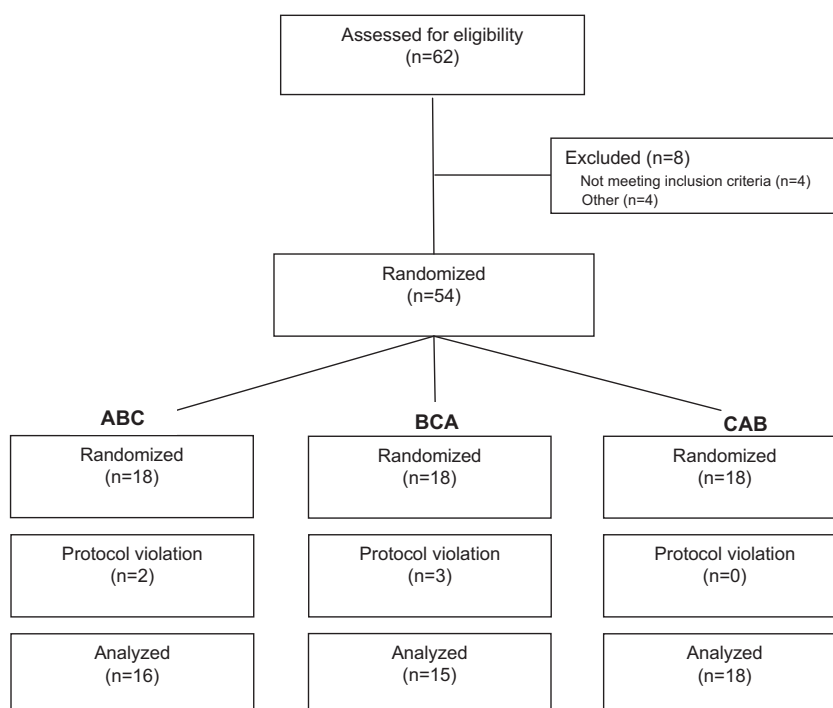 Assessed for eligibility
(n=62)
Excluded (n=8)
Not meeting inclusion criteria (n=4)
Other (n=4)
Randomized
(n=54)
ABC
Randomized
(n=18)
Protocol violation
(n=2)
Analyzed
(n=16)
BCA
Randomized
(n=18)
Protocol violation
(n=3)
Analyzed
(n=15)
CAB
Randomized
(n=18)
Protocol violation
(n=0)
Analyzed
(n=18)